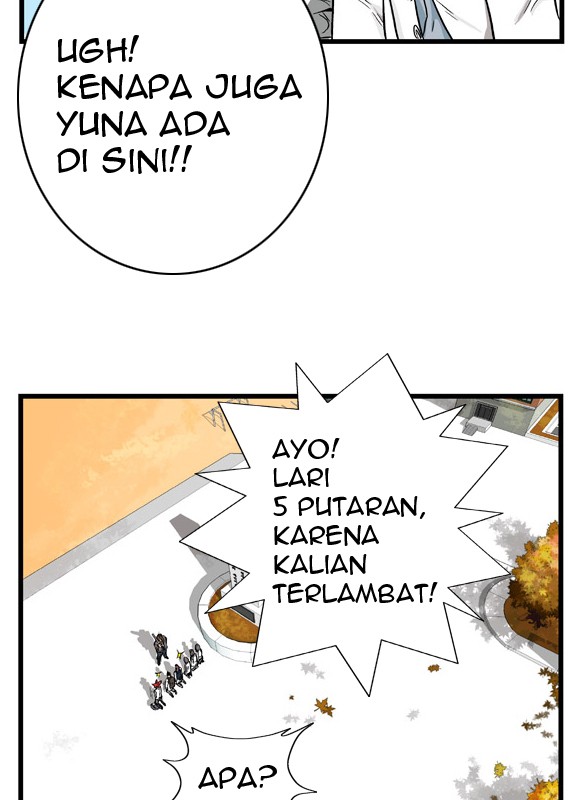 UGH!
KENAPA JUGA
YUNA ADA
DI SINI!!
AYO!
LARI
5 PUTARAN,
KARENA
KALIAN
TERLAMBAT!
APA?